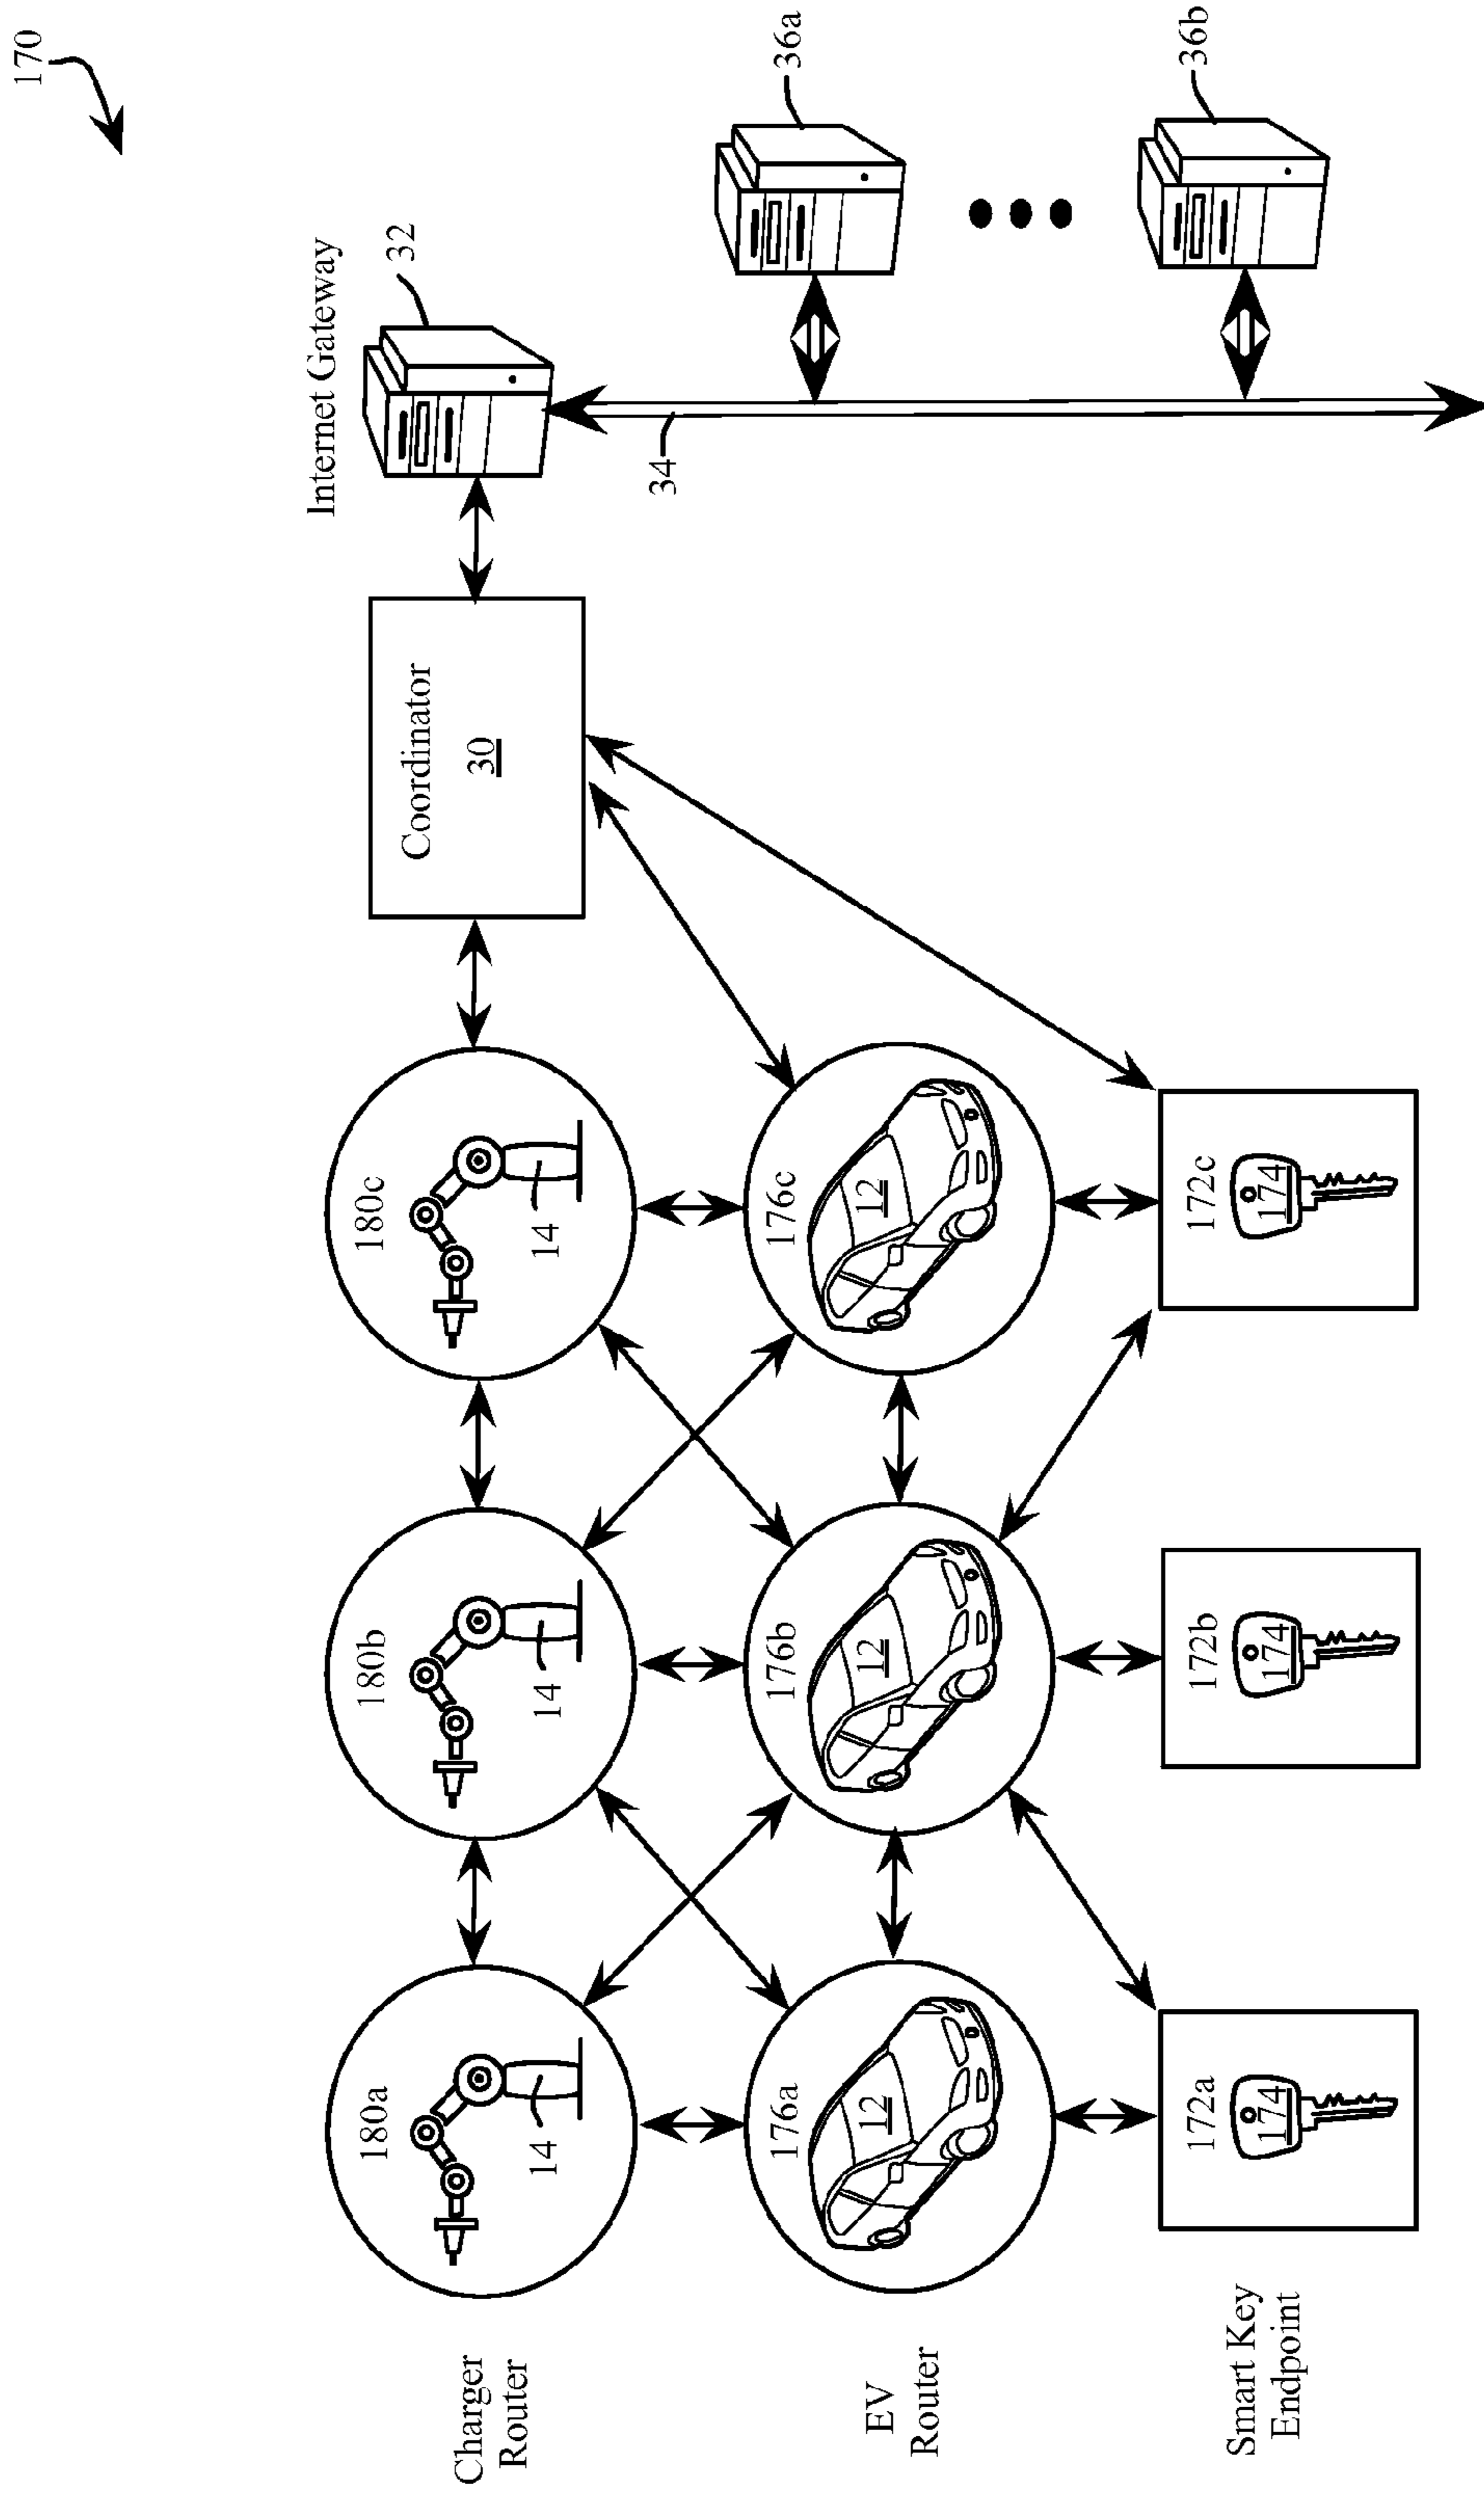 170
Internet Gateway
32
36a
36b
34
Coordinator
30
Charger
Router
180a
14
180b
14
180c
14
EV
Router
176a
12
176b
12
176c
12
Smart Key
Endpoint
172a
174
172b
174
172c
174